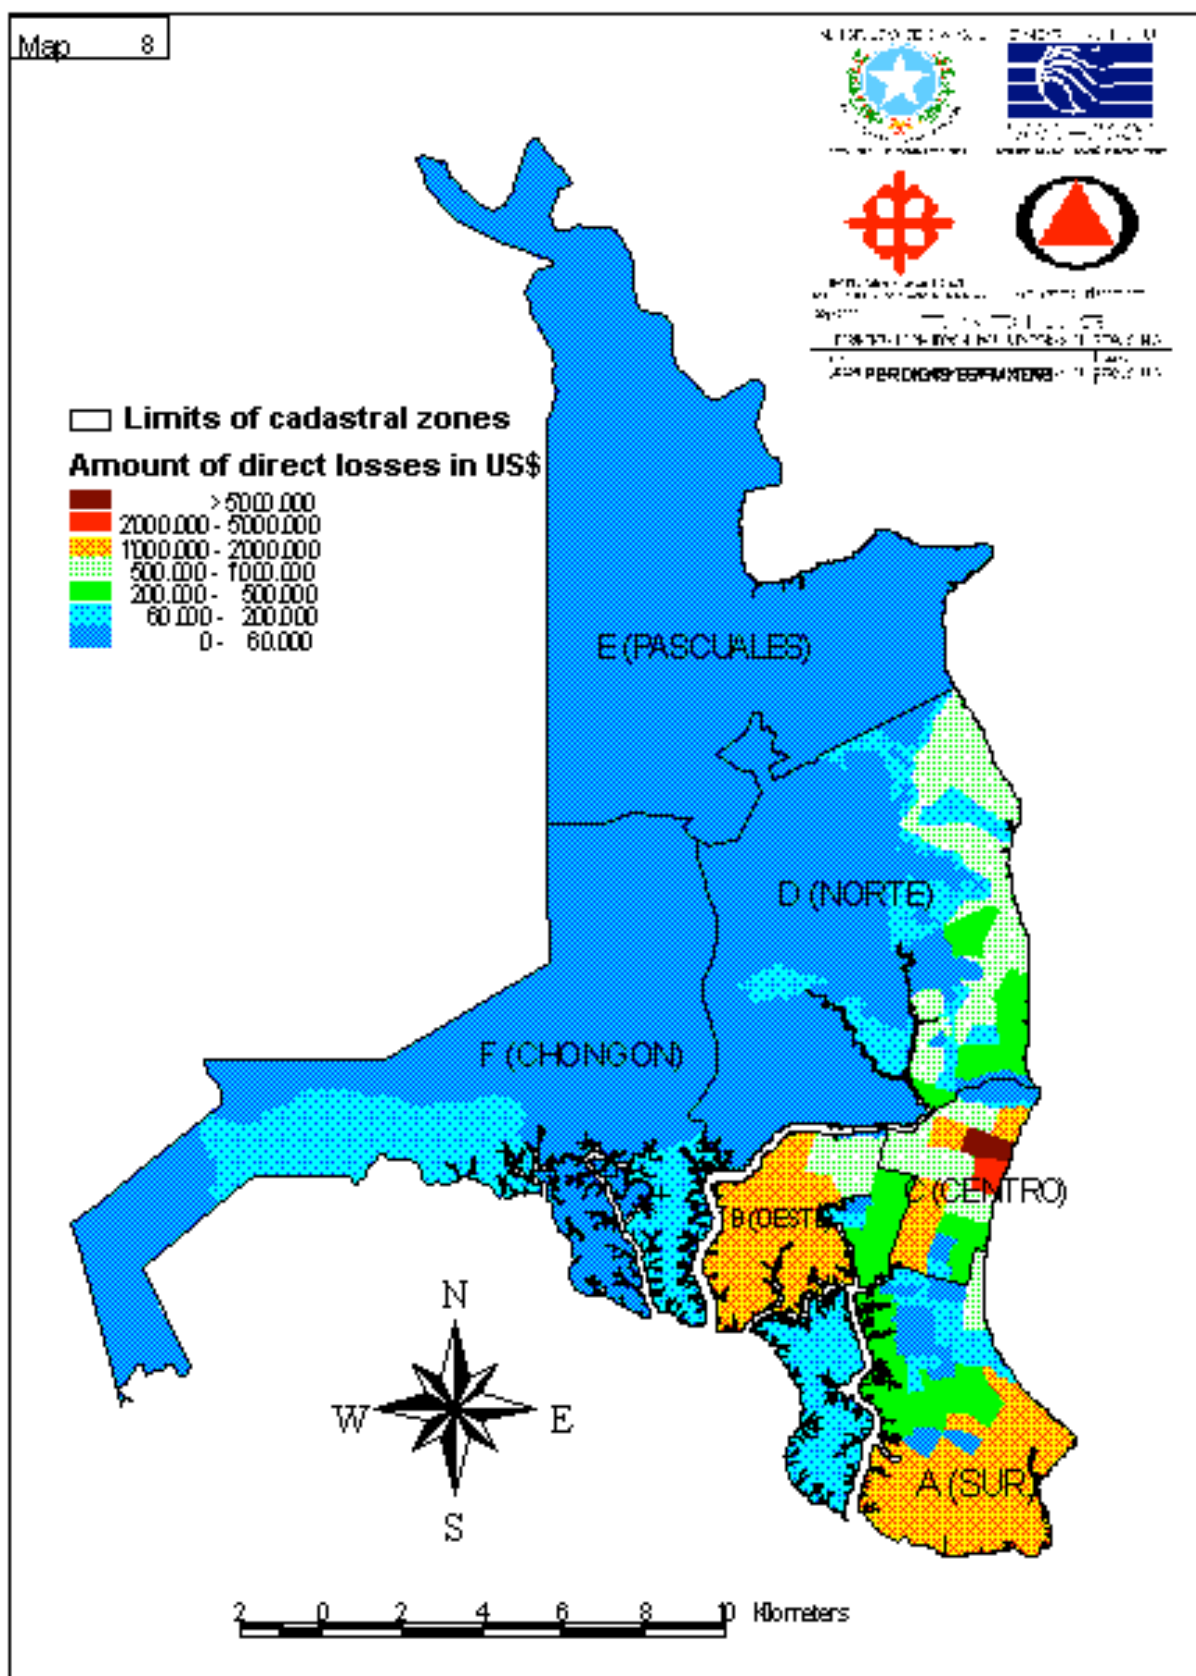 Map 8
Limits of cadastral zones
Amount of direct losses in US$
> 5000.000
2000.000 - 5000.000
1000.000 - 2000.000
500.000 - 1000.000
200.000 - 500.000
60.000 - 200.000
0 - 60.000
E (PASCUALES)
D (NORTE)
F (CHONGON)
C (CENTRO)
B (OESTE
A (SUR)
N
W
E
S
2 0 2 4 6 8 10 Kilometers